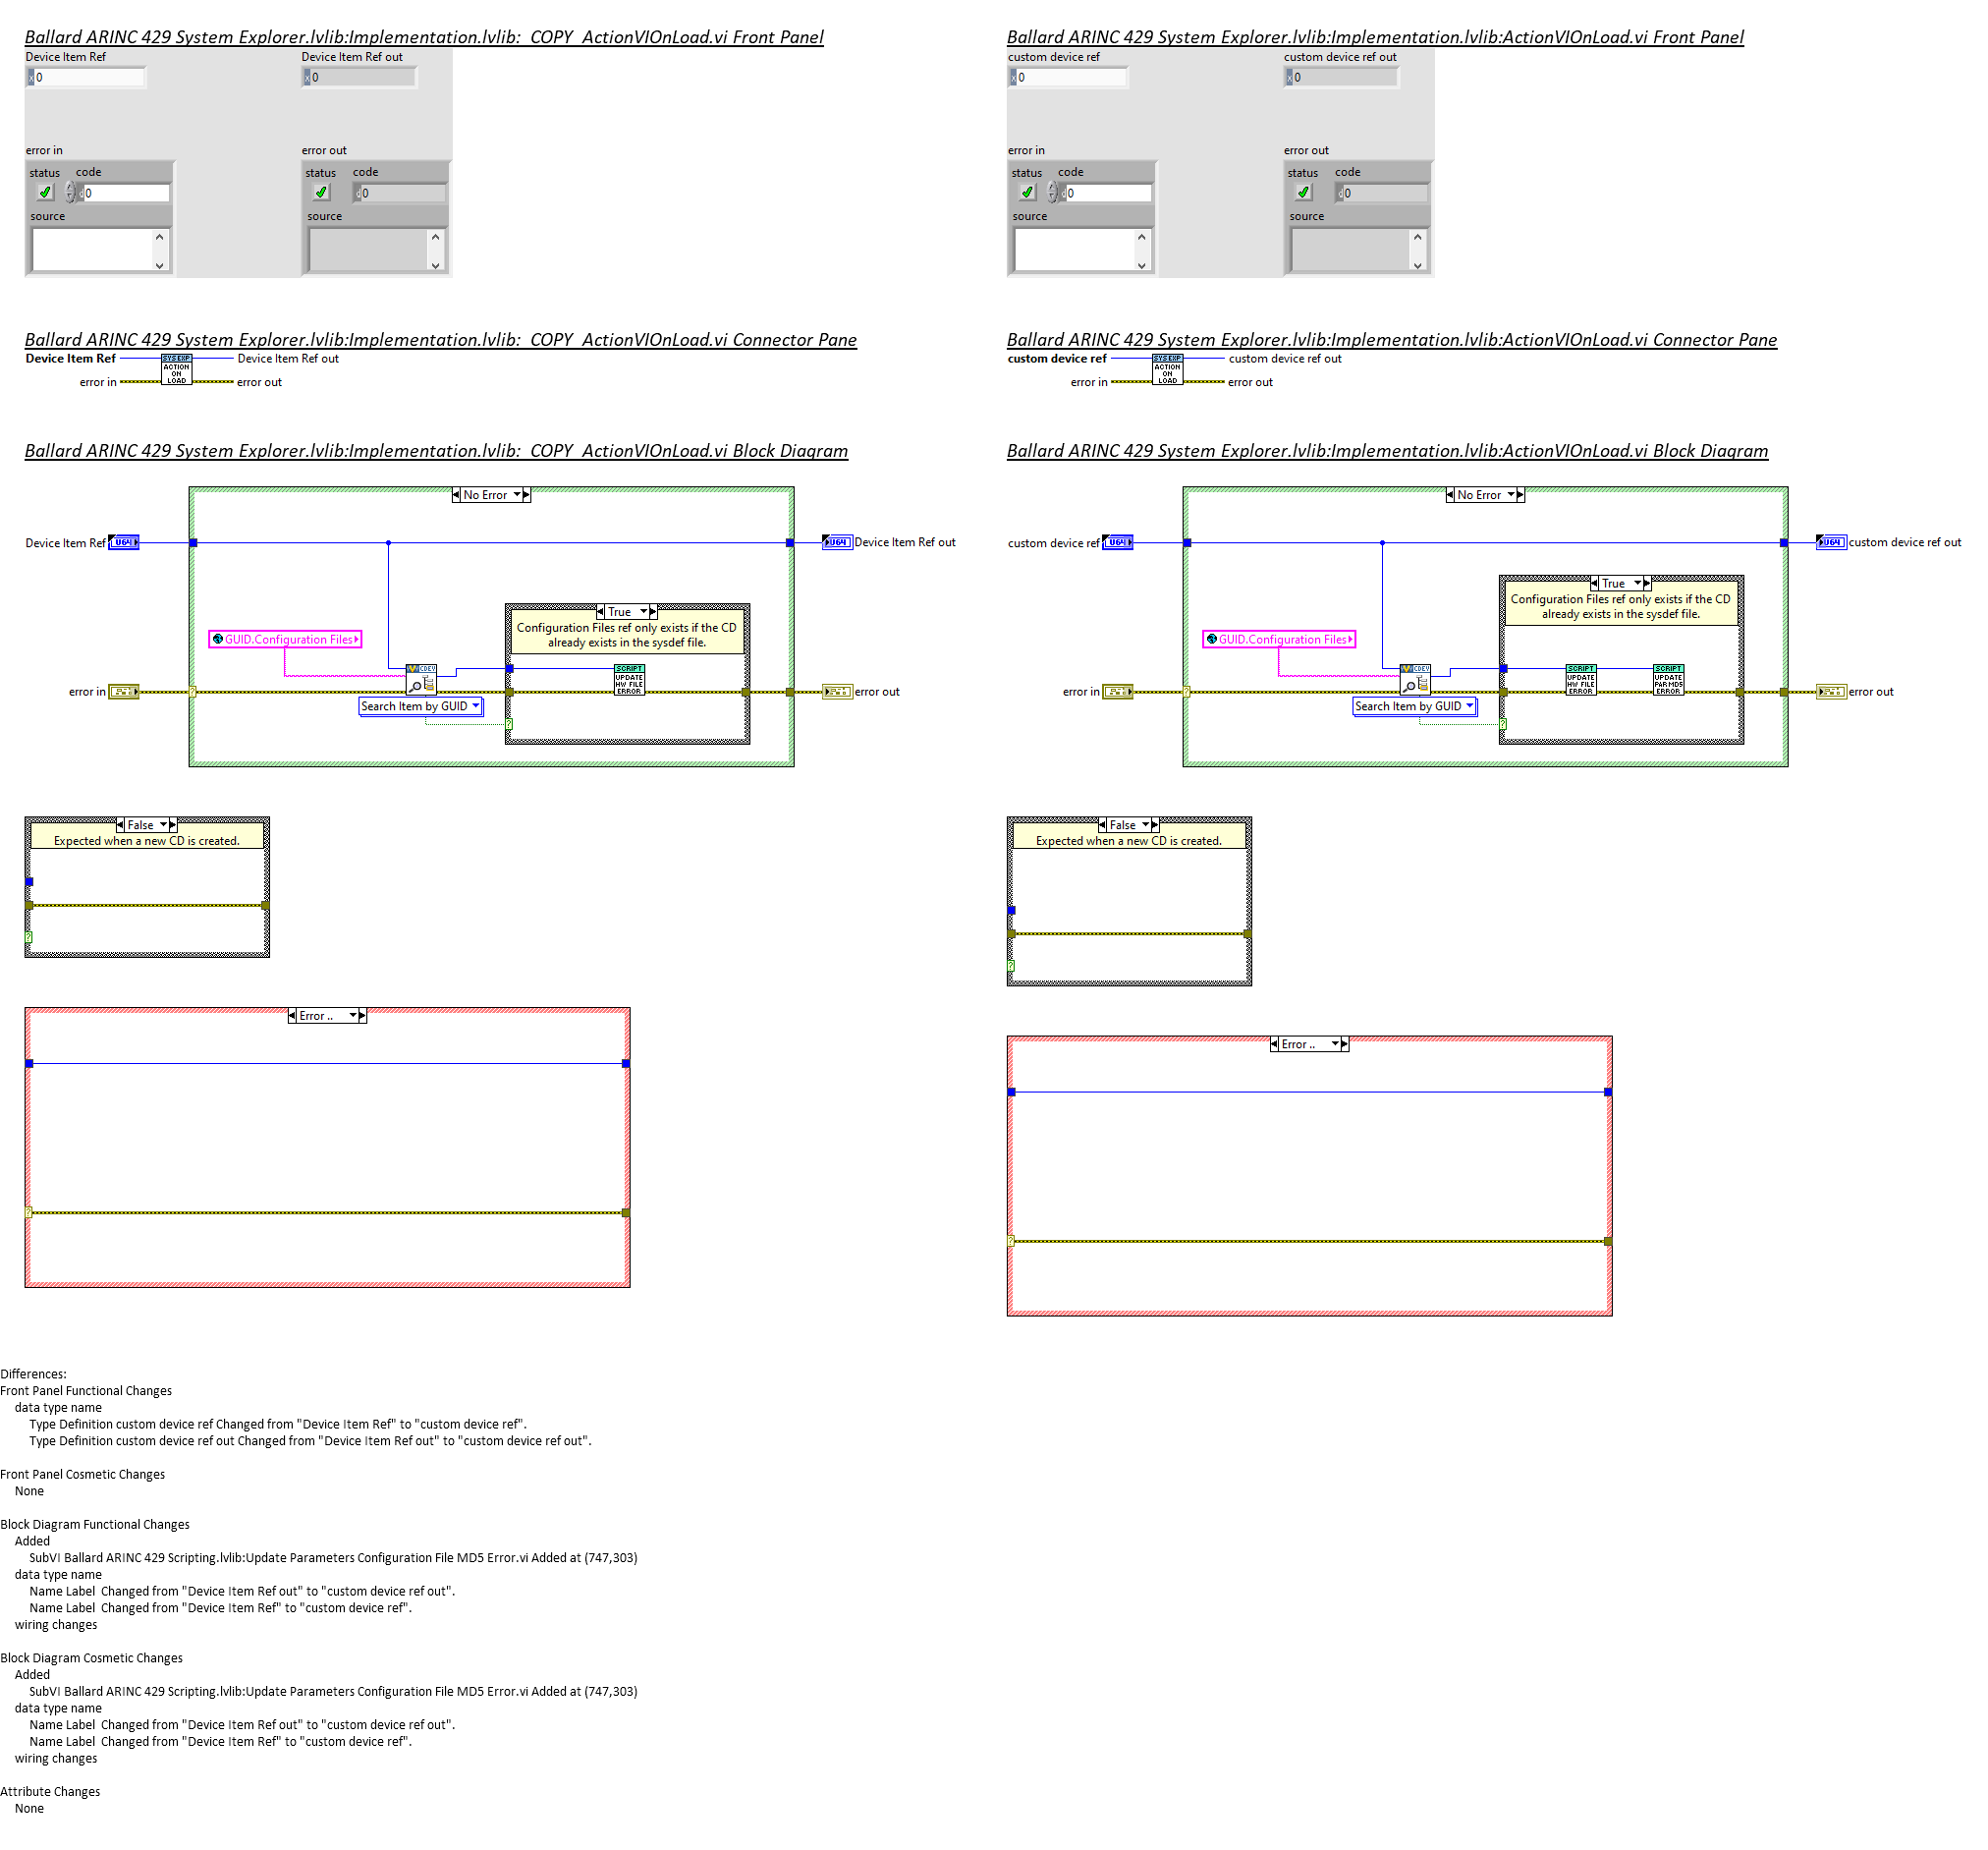 Ballard ARINC 429 System Explorer.lvlib:Implementation.lvlib:_COPY_ActionVIOnLoad.vi Front Panel
Device Item Ref
Device Item Ref out
x 0
x 0
error in
error out
status
code
status
code
d 0
d 0
source
source
Ballard ARINC 429 System Explorer.lvlib:Implementation.lvlib:ActionVIOnLoad.vi Front Panel
custom device ref
custom device ref out
x 0
x 0
error in
error out
status
code
status
code
d 0
d 0
source
source
Ballard ARINC 429 System Explorer.lvlib:Implementation.lvlib:_COPY_ActionVIOnLoad.vi Connector Pane
Device Item Ref
SYS EXP
ACTION
ON
LOAD
Device Item Ref out
error in
error out
Ballard ARINC 429 System Explorer.lvlib:Implementation.lvlib:ActionVIOnLoad.vi Connector Pane
custom device ref
SYS EXP
ACTION
ON
LOAD
custom device ref out
error in
error out
Ballard ARINC 429 System Explorer.lvlib:Implementation.lvlib:_COPY_ActionVIOnLoad.vi Block Diagram
No Error
Device Item Ref
U64
U64
Device Item Ref out
True
Configuration Files ref only exists if the CD
already exists in the sysdef file.
GUID.Configuration Files
CDEV
SCRIPT
UPDATE
HW FILE
ERROR
error in
error out
Search Item by GUID
?
?
False
Expected when a new CD is created.
?
Error ..
?
Ballard ARINC 429 System Explorer.lvlib:Implementation.lvlib:ActionVIOnLoad.vi Block Diagram
No Error
custom device ref
U64
U64
custom device ref out
True
Configuration Files ref only exists if the CD
already exists in the sysdef file.
GUID.Configuration Files
CDEV
SCRIPT
UPDATE
HW FILE
ERROR
SCRIPT
UPDATE
PAR MD5
ERROR
error in
error out
Search Item by GUID
?
?
False
Expected when a new CD is created.
?
Error ..
?
Differences:
Front Panel Functional Changes
data type name
Type Definition custom device ref Changed from "Device Item Ref" to "custom device ref".
Type Definition custom device ref out Changed from "Device Item Ref out" to "custom device ref out".
Front Panel Cosmetic Changes
None
Block Diagram Functional Changes
Added
SubVI Ballard ARINC 429 Scripting.lvlib:Update Parameters Configuration File MD5 Error.vi Added at (747,303)
data type name
Name Label  Changed from "Device Item Ref out" to "custom device ref out".
Name Label  Changed from "Device Item Ref" to "custom device ref".
wiring changes
Block Diagram Cosmetic Changes
Added
SubVI Ballard ARINC 429 Scripting.lvlib:Update Parameters Configuration File MD5 Error.vi Added at (747,303)
data type name
Name Label  Changed from "Device Item Ref out" to "custom device ref out".
Name Label  Changed from "Device Item Ref" to "custom device ref".
wiring changes
Attribute Changes
None